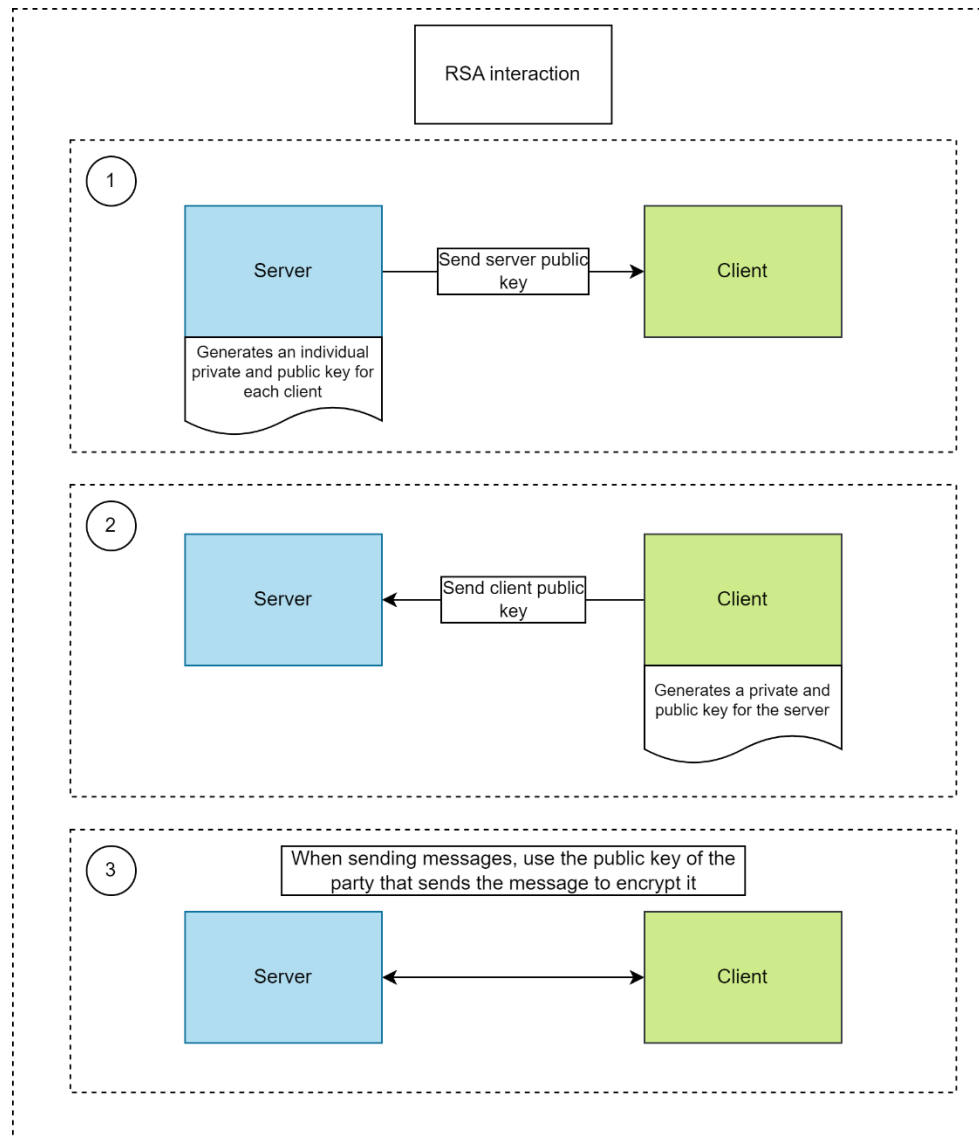 RSA interaction
1
Server
Send server public
key
Client
Generates an individual
private and public key for
each client
2
Server
Send client public
key
Client
Generates a private and
public key for the server
3
When sending messages, use the public key of the
party that sends the message to encrypt it
Server
Client